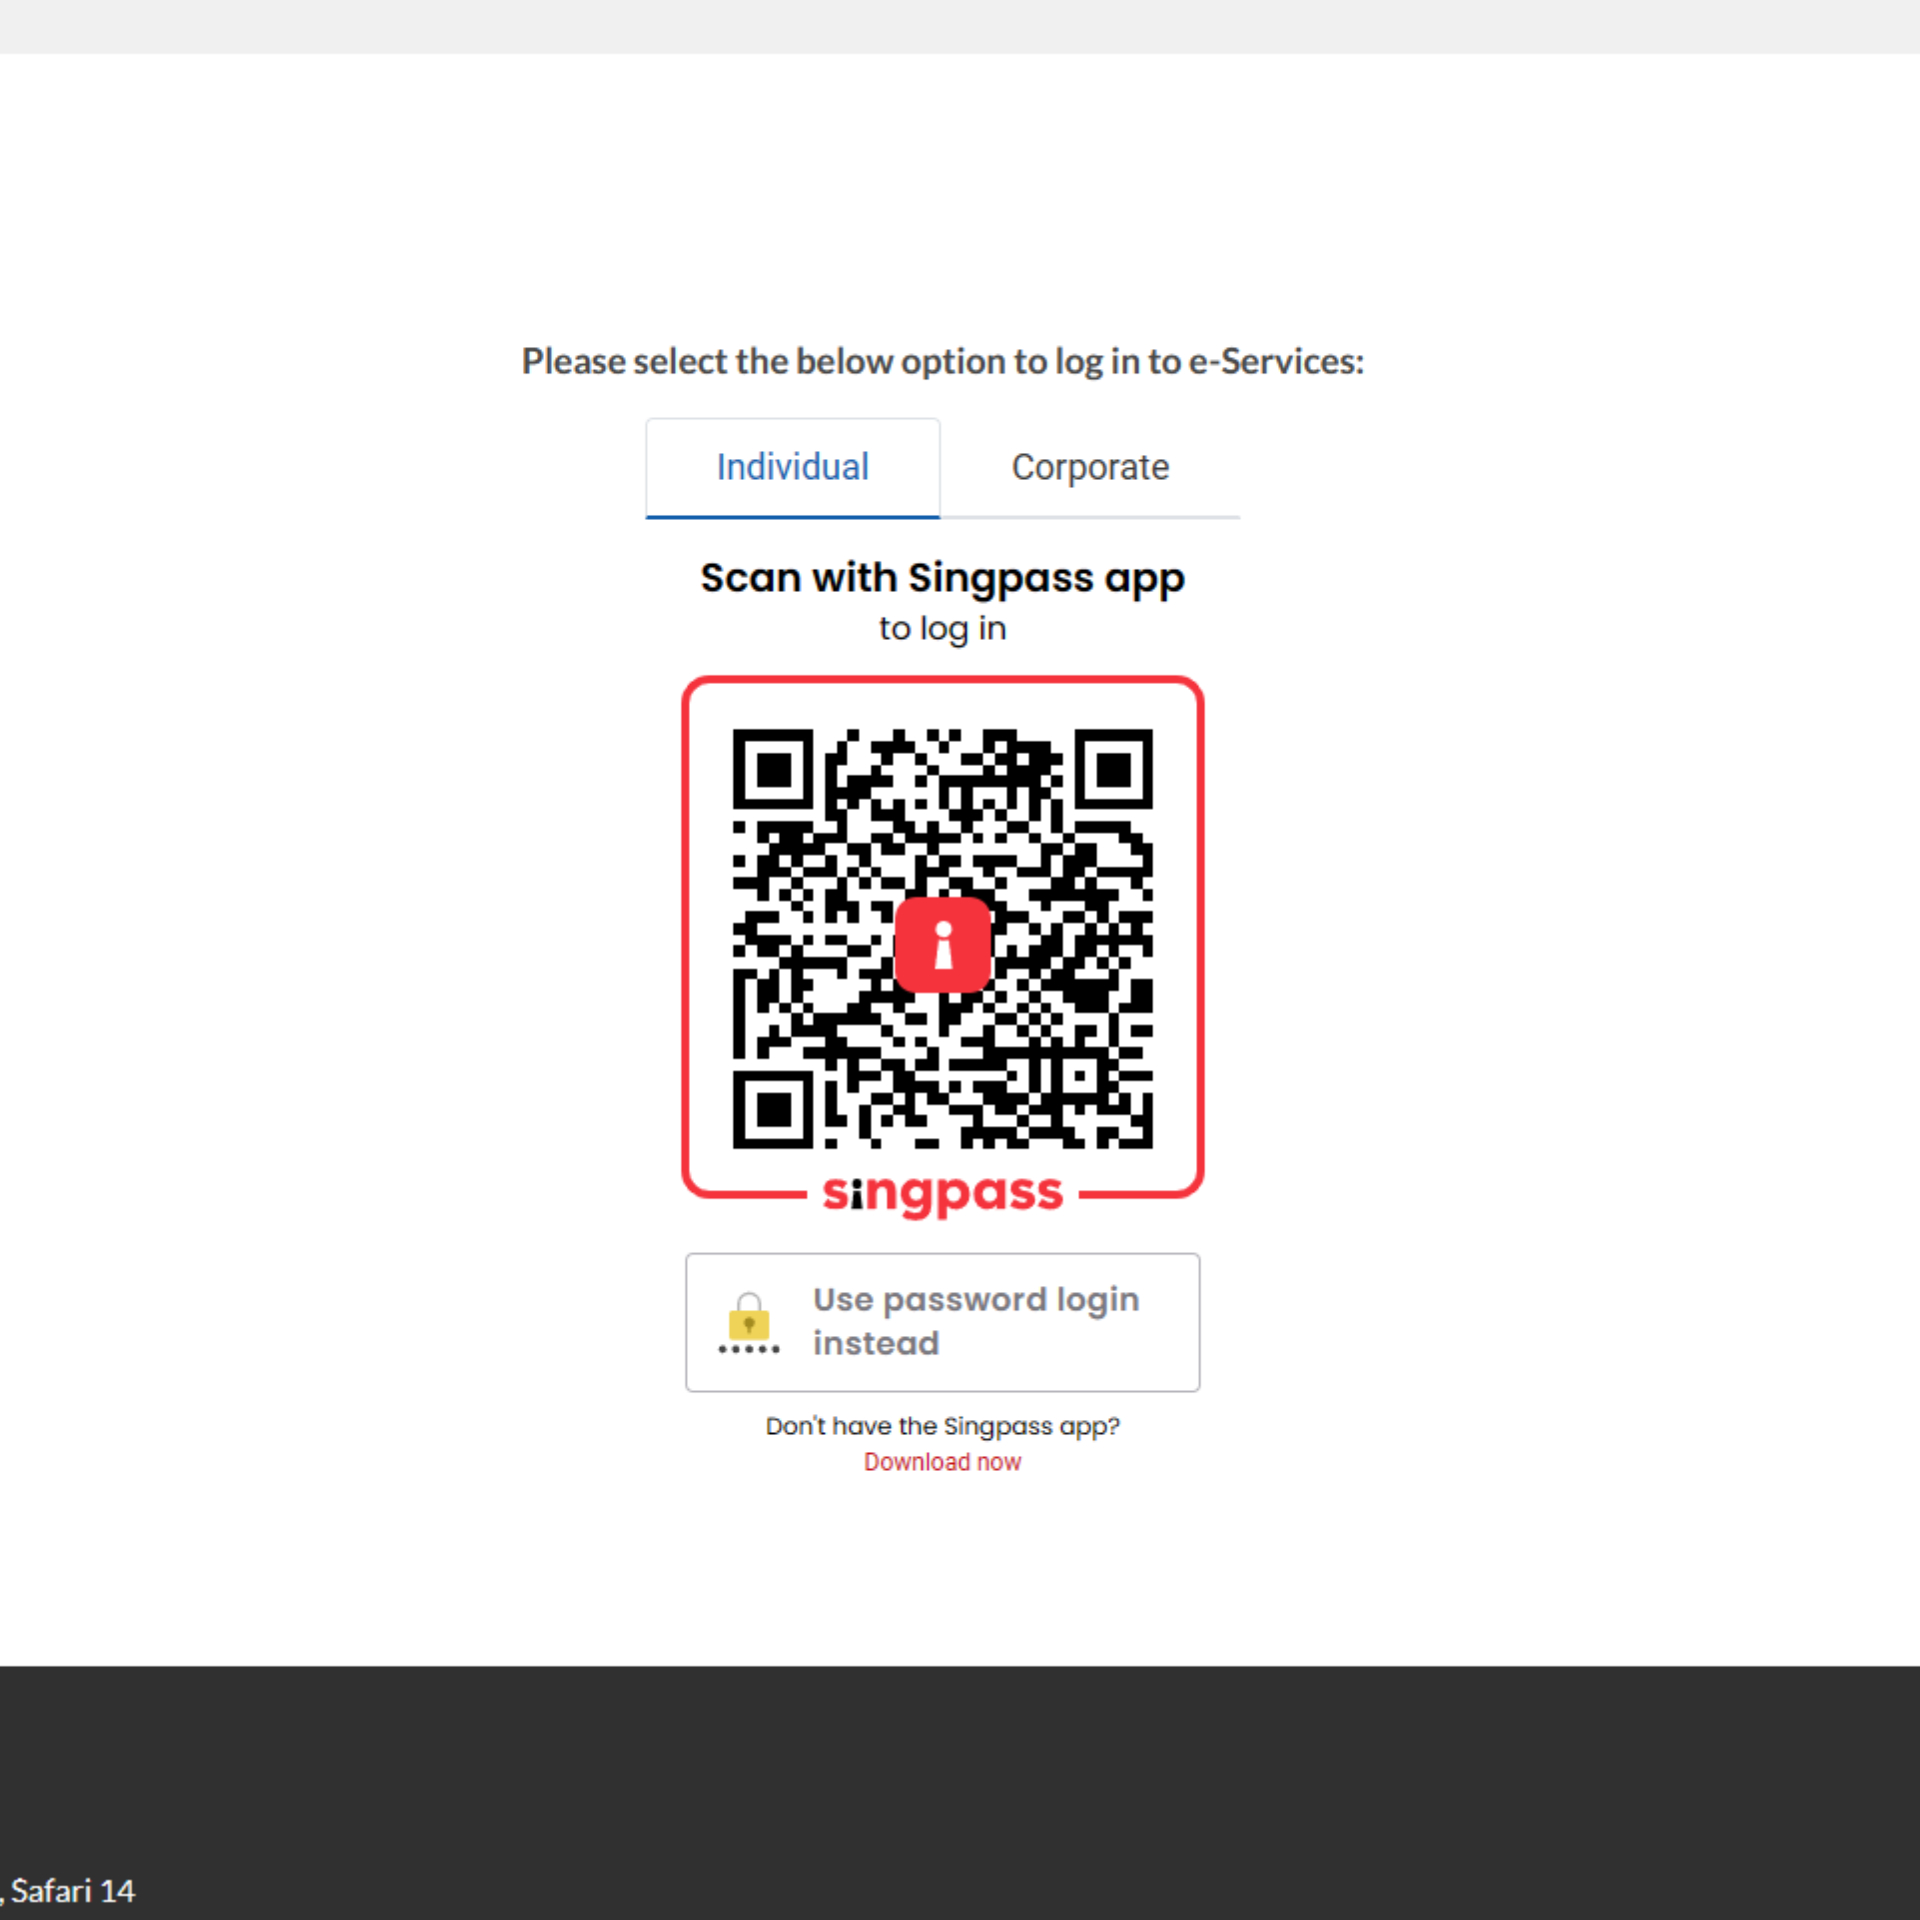 Please select the below option to log in to e-Services:
Individual Corporate
Scan with Singpass app
to log in
singpass
Use password login
instead
Don't have the Singpass app?
Download now
, Safari 14